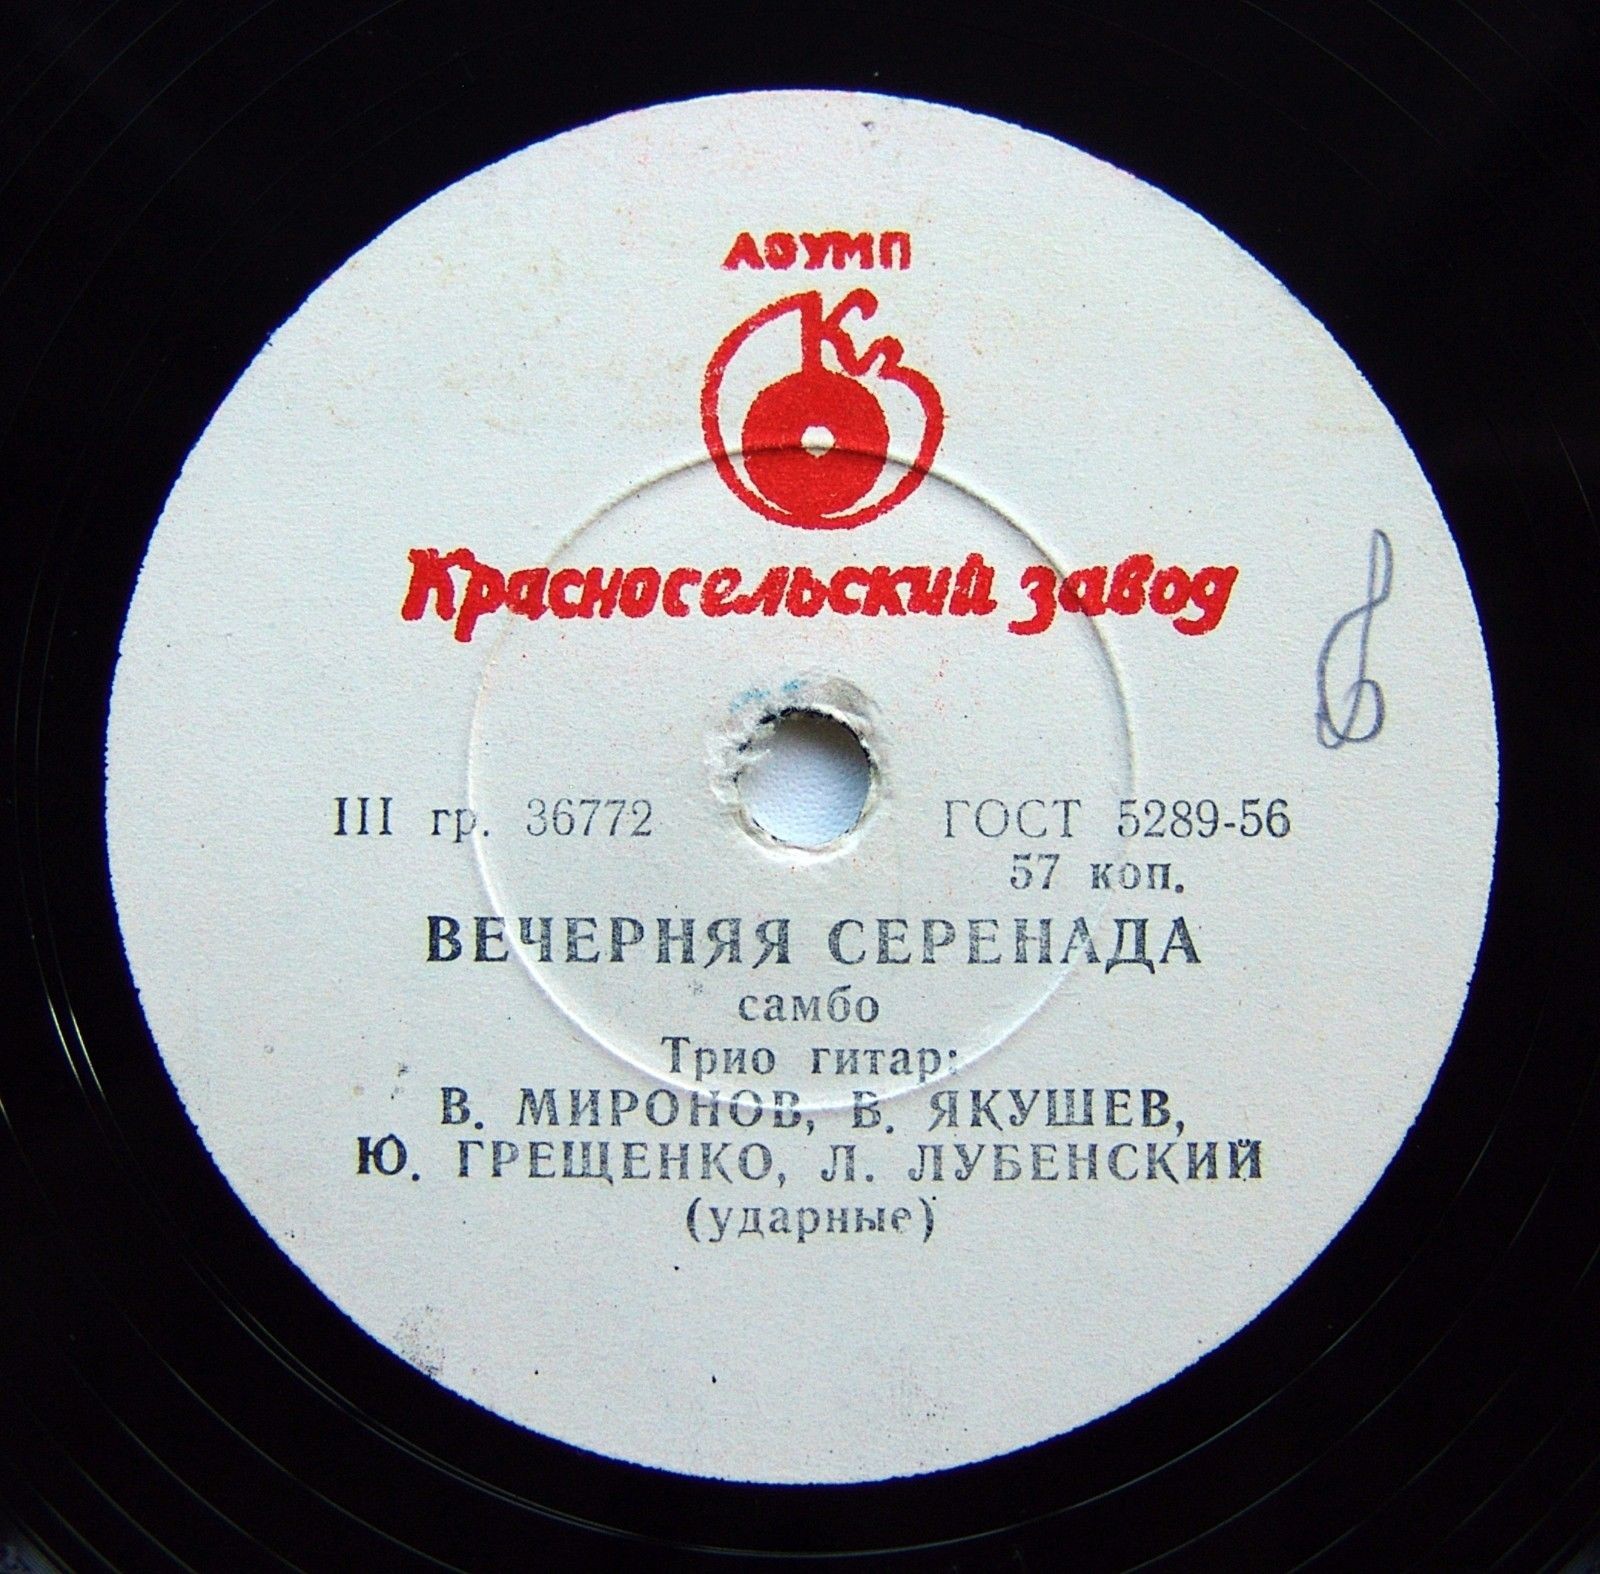 АОУМП
Кз
Красносельский завод
III гр. 36772
ГОСТ 5289-56
57 коп.
ВЕЧЕРНЯЯ СЕРЕНАДА
самбо
Трио гитар:
В. МИРОНОВ, В. ЯКУШЕВ,
Ю. ГРЕЩЕНКО, Л. ЛУБЕНСКИЙ
(ударные)